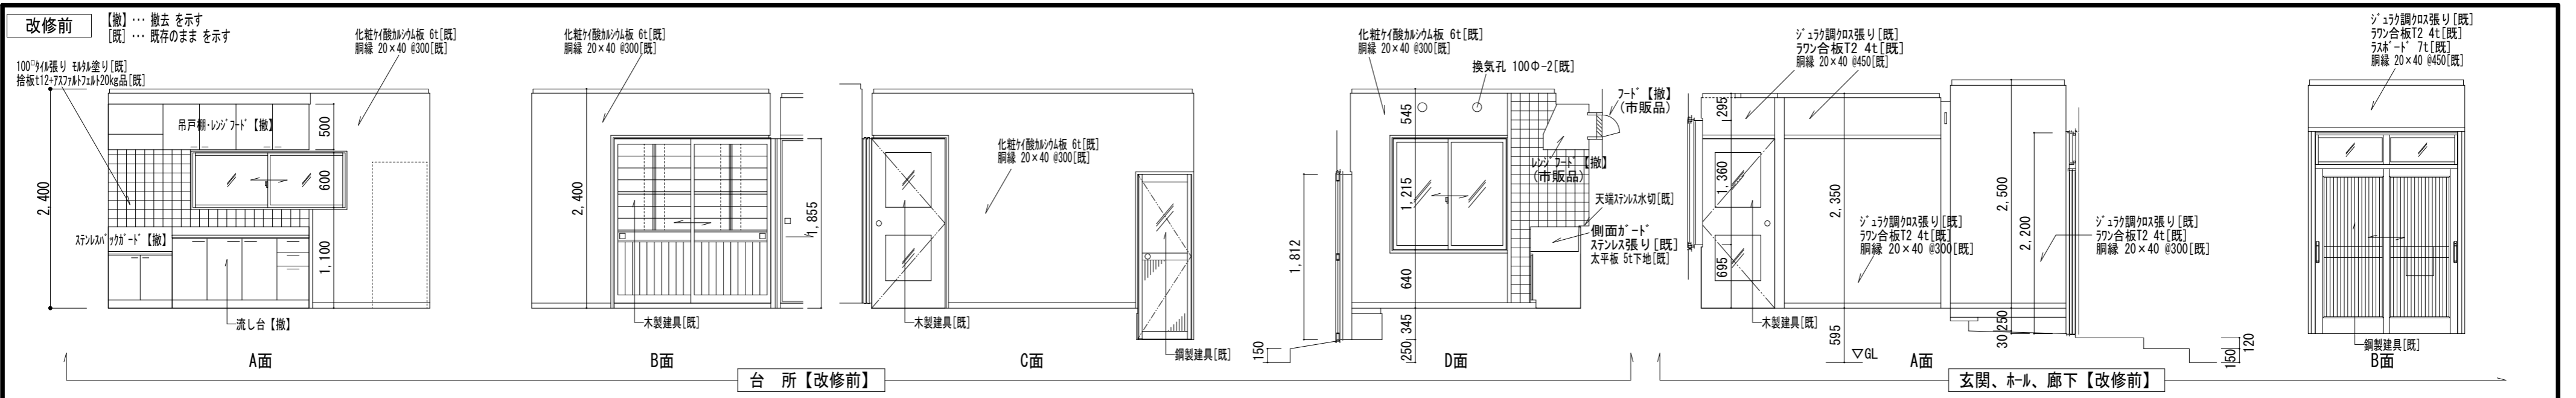 改修前
【撤】… 撤去 を示す
[既]… 既存のまま を示す
100□ﾀｲﾙ張り ﾓﾙﾀﾙ塗り[既]
捨板t12+ｱｽﾌｧﾙﾄﾌｪﾙﾄ20kg品[既]
化粧ｹｲ酸ｶﾙｼｳﾑ板 6t[既]
胴縁 20×40 @300[既]
吊戸棚･ﾚﾝｼﾞﾌｰﾄﾞ【撤】
ｽﾃﾝﾚｽﾊﾞｯｸｶﾞｰﾄﾞ【撤】
流し台【撤】
2,400
500
600
1,100
A面
化粧ｹｲ酸ｶﾙｼｳﾑ板 6t[既]
胴縁 20×40 @300[既]
2,400
1,855
木製建具[既]
B面
化粧ｹｲ酸ｶﾙｼｳﾑ板 6t[既]
胴縁 20×40 @300[既]
木製建具[既]
鋼製建具[既]
C面
化粧ｹｲ酸ｶﾙｼｳﾑ板 6t[既]
胴縁 20×40 @300[既]
換気孔 100Φ-2[既]
ﾌｰﾄﾞ【撤】
(市販品)
ﾚﾝｼﾞﾌｰﾄﾞ【撤】
(市販品)
天端ｽﾃﾝﾚｽ水切[既]
側面ｶﾞｰﾄﾞ
ｽﾃﾝﾚｽ張り[既]
太平板 5t下地[既]
545
1,215
640
345
250
1,812
150
D面
台 所【改修前】
ｼﾞｭﾗｸ調ｸﾛｽ張り[既]
ﾗﾜﾝ合板T2 4t[既]
胴縁 20×40 @450[既]
295
1,360
695
2,350
595
2,500
2,200
250
30
120
150
ｼﾞｭﾗｸ調ｸﾛｽ張り[既]
ﾗﾜﾝ合板T2 4t[既]
胴縁 20×40 @300[既]
ｼﾞｭﾗｸ調ｸﾛｽ張り[既]
ﾗﾜﾝ合板T2 4t[既]
胴縁 20×40 @300[既]
木製建具[既]
▽GL
A面
ｼﾞｭﾗｸ調ｸﾛｽ張り[既]
ﾗﾜﾝ合板T2 4t[既]
ﾗｽﾎﾞｰﾄﾞ 7t[既]
胴縁 20×40 @450[既]
鋼製建具[既]
B面
玄関、ﾎｰﾙ、廊下【改修前】